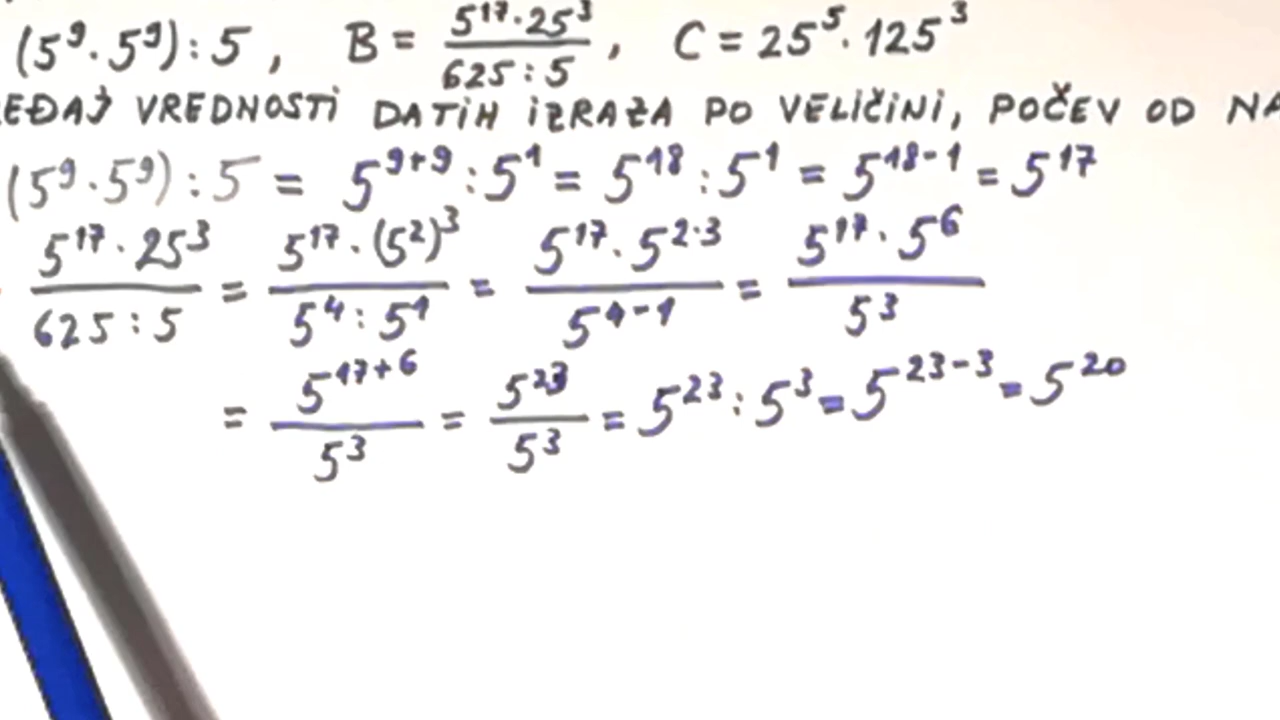 (5⁹·5⁹):5, B = 5¹⁷·25³ / 625:5, C = 25⁵·125³
EĐAJ VREDNOSTI DATIH IZRAZA PO VELIČINI, POČEV OD NA
(5⁹·5⁹):5 = 5⁹⁺⁹:5¹ = 5¹⁸:5¹ = 5¹⁸⁻¹ = 5¹⁷
5¹⁷·25³ / 625:5 = 5¹⁷·(5²)³ / 5⁴:5¹ = 5¹⁷·5²·³ / 5⁴⁻¹ = 5¹⁷·5⁶ / 5³
= 5¹⁷⁺⁶ / 5³ = 5²³ / 5³ = 5²³:5³ = 5²³⁻³ = 5²⁰